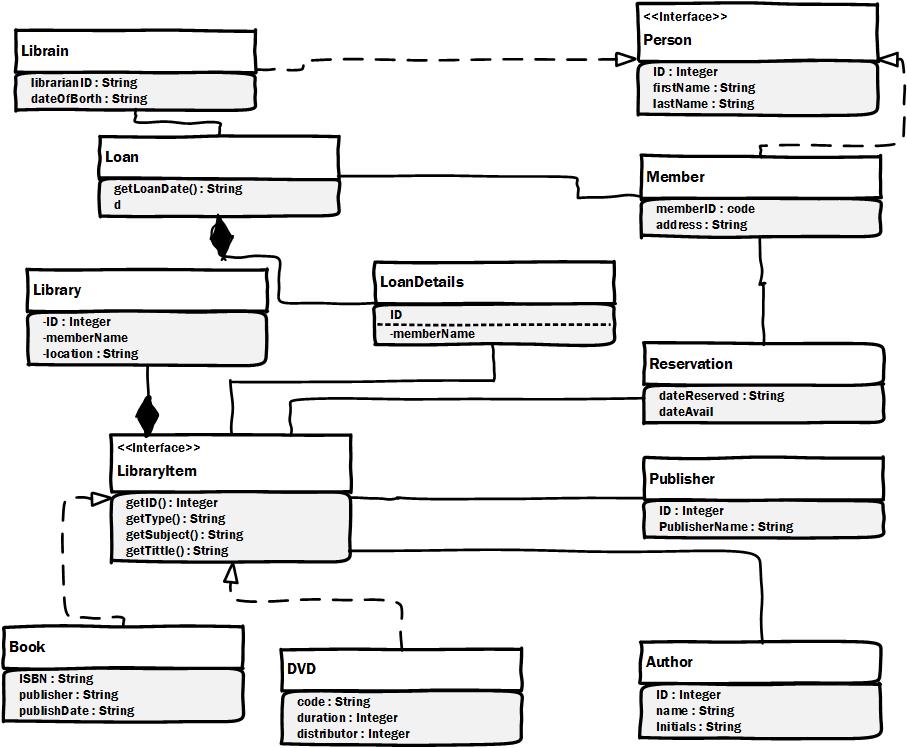 Librain
librarianID : String
dateOfBorth : String
<<Interface>>
Person
ID : Integer
firstName : String
lastName : String
Loan
getLoanDate() : String
d
Member
memberID : code
address : String
Library
-ID : Integer
-memberName
-location : String
LoanDetails
ID
-memberName
Reservation
dateReserved : String
dateAvail
<<Interface>>
LibraryItem
getID() : Integer
getType() : String
getSubject() : String
getTittle() : String
Publisher
ID : Integer
PublisherName : String
Book
ISBN : String
publisher : String
publishDate : String
DVD
code : String
duration : Integer
distributor : Integer
Author
ID : Integer
name : String
Initials : String